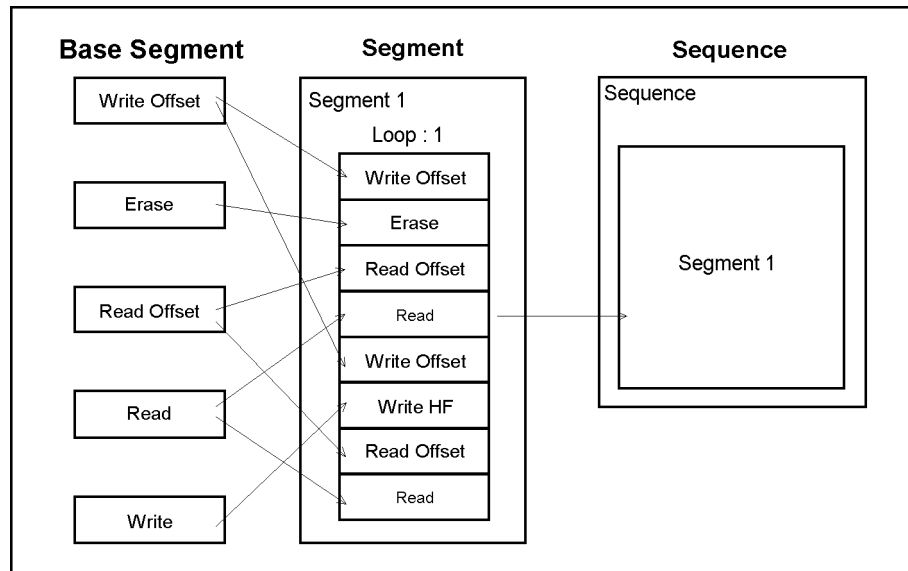 Base Segment
Write Offset
Erase
Read Offset
Read
Write
Segment
Segment 1
Loop : 1
Write Offset
Erase
Read Offset
Read
Write Offset
Write HF
Read Offset
Read
Sequence
Sequence
Segment 1